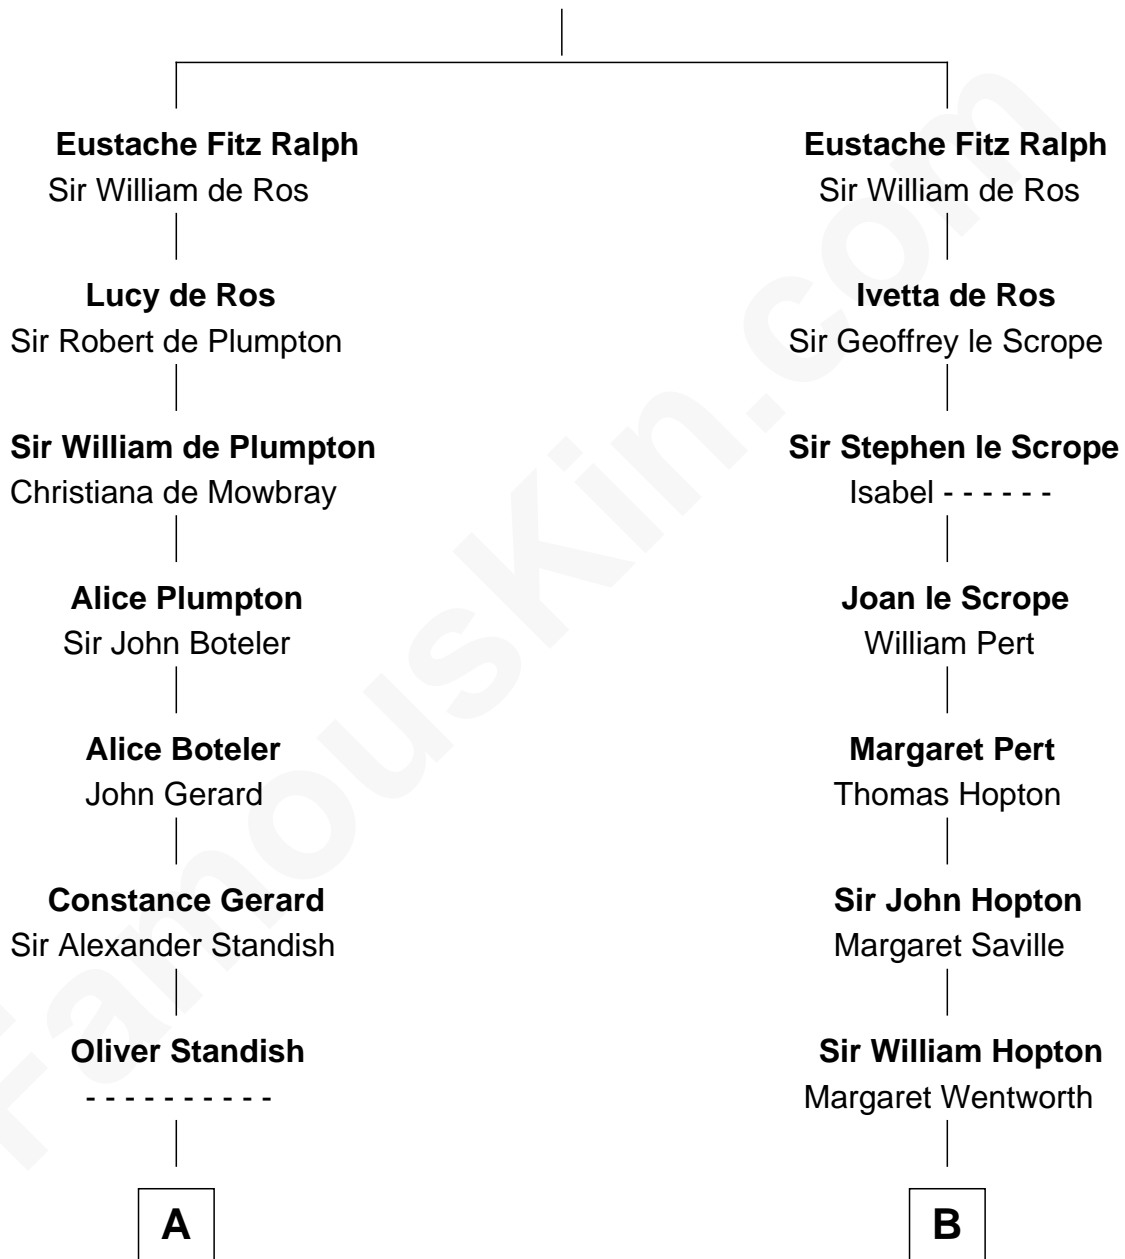 Eustache Fitz Ralph
Sir William de Ros
Lucy de Ros
Sir Robert de Plumpton
Sir William de Plumpton
Christiana de Mowbray
Alice Plumpton
Sir John Boteler
Alice Boteler
John Gerard
Constance Gerard
Sir Alexander Standish
Oliver Standish
- - - - - - - - - -
A
Eustache Fitz Ralph
Sir William de Ros
Ivetta de Ros
Sir Geoffrey le Scrope
Sir Stephen le Scrope
Isabel - - - - - -
Joan le Scrope
William Pert
Margaret Pert
Thomas Hopton
Sir John Hopton
Margaret Saville
Sir William Hopton
Margaret Wentworth
B
FamousKin.com